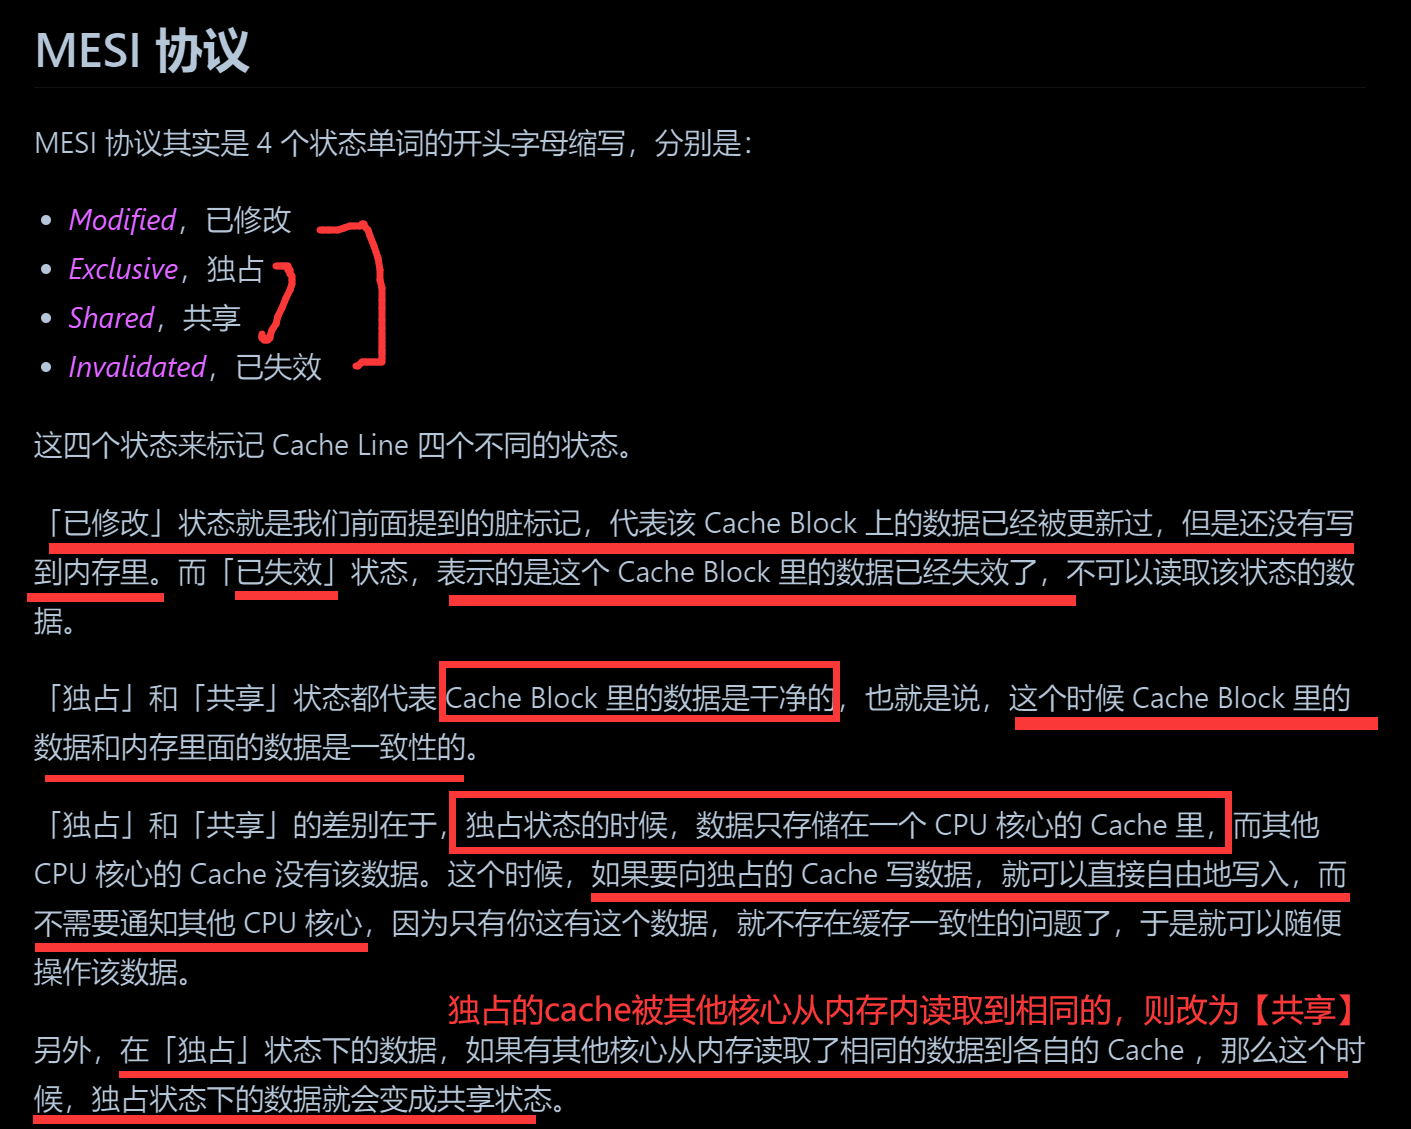 MESI 协议
MESI 协议其实是 4 个状态单词的开头字母缩写，分别是：
• Modified，已修改
• Exclusive，独占
• Shared，共享
• Invalidated，已失效
这四个状态来标记 Cache Line 四个不同的状态。
「已修改」状态就是我们前面提到的脏标记，代表该 Cache Block 上的数据已经被更新过，但是还没有写
到内存里。而「已失效」状态，表示的是这个 Cache Block 里的数据已经失效了，不可以读取该状态的数
据。
「独占」和「共享」状态都代表 Cache Block 里的数据是干净的，也就是说，这个时候 Cache Block 里的
数据和内存里面的数据是一致性的。
「独占」和「共享」的差别在于，独占状态的时候，数据只存储在一个 CPU 核心的 Cache 里，而其他
CPU 核心的 Cache 没有该数据。这个时候，如果要向独占的 Cache 写数据，就可以直接自由地写入，而
不需要通知其他 CPU 核心，因为只有你这有这个数据，就不存在缓存一致性的问题了，于是就可以随便
操作该数据。
独占的cache被其他核心从内存内读取到相同的，则改为【共享】
另外，在「独占」状态下的数据，如果有其他核心从内存读取了相同的数据到各自的 Cache ，那么这个时
候，独占状态下的数据就会变成共享状态。